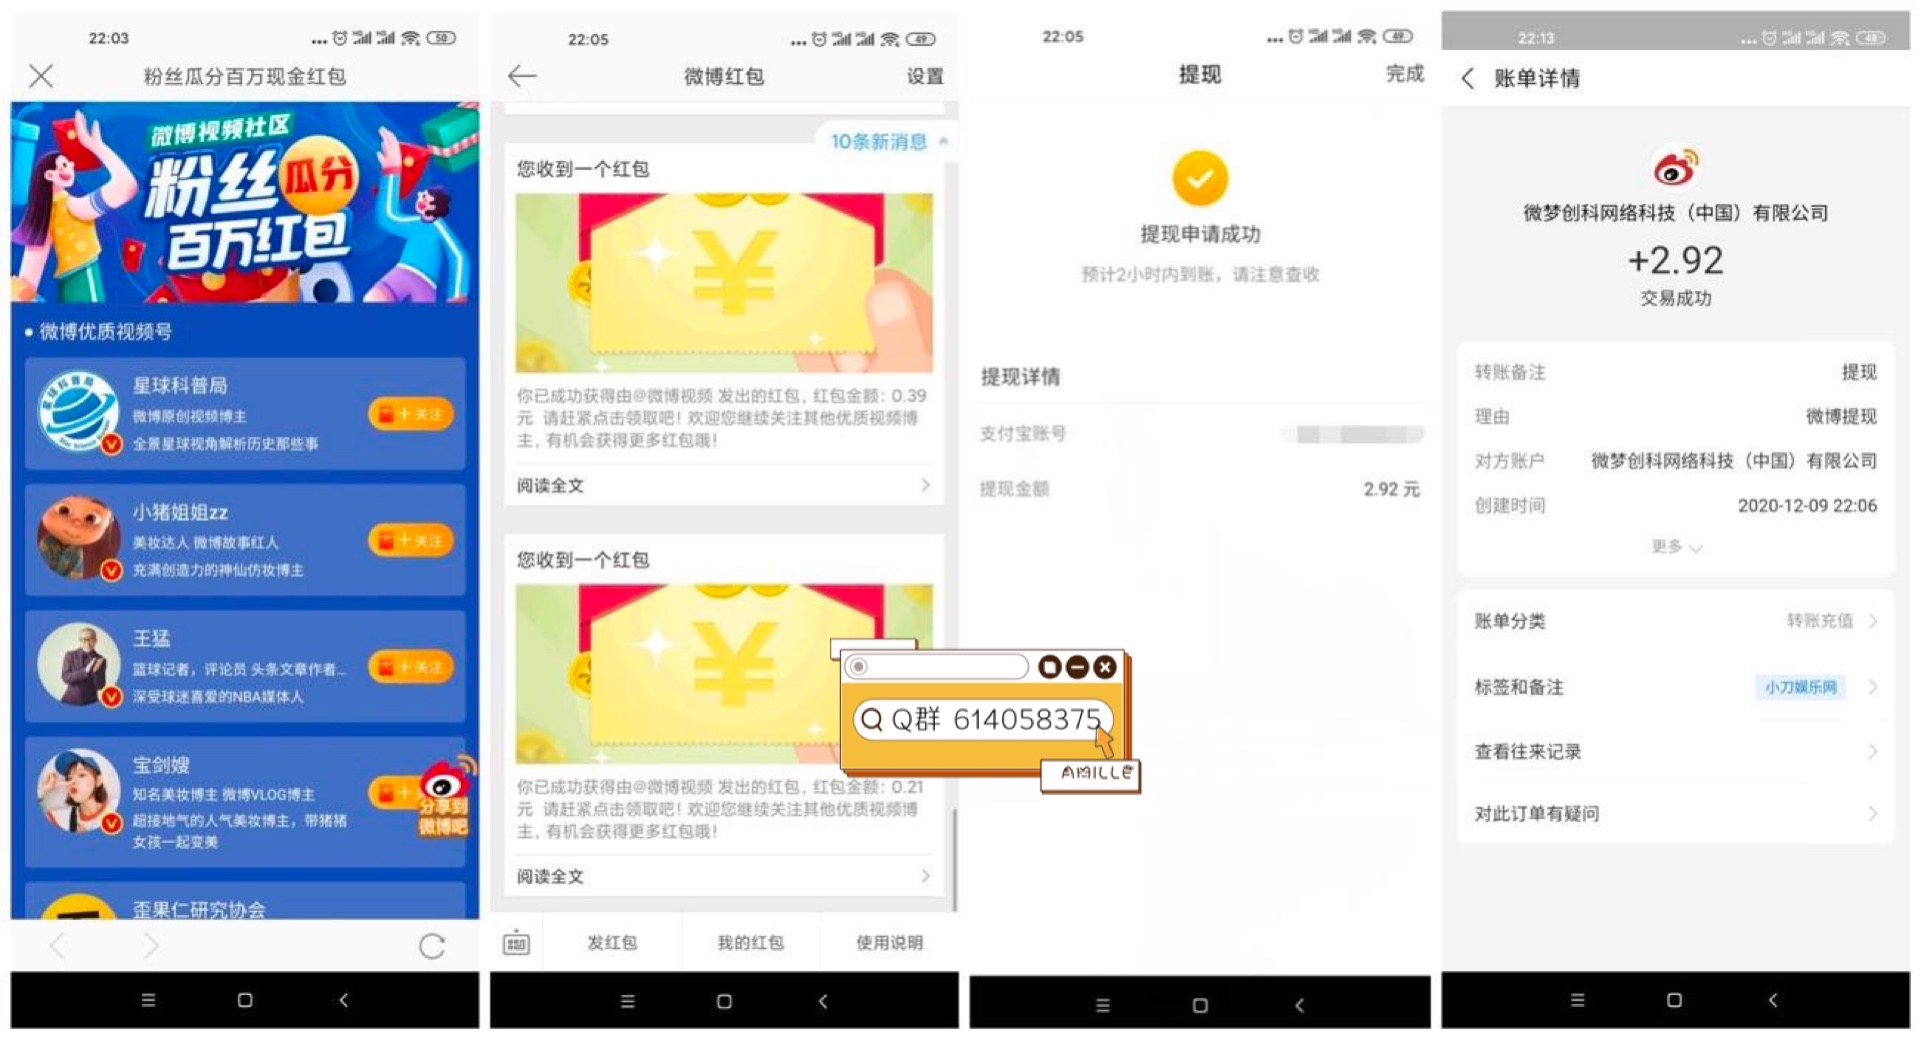 22:03
50
粉丝瓜分百万现金红包
微博视频社区
粉丝瓜分
百万红包
微博优质视频号
星球科普局
微博原创视频博主
全景星球视角解析历史那些事
+关注
小猪姐姐zz
美妆达人 微博故事红人
充满创造力的神仙仿妆博主
+关注
王猛
篮球记者,评论员 头条文章作者...
深受球迷喜爱的NBA媒体人
+关注
宝剑嫂
知名美妆博主 微博VLOG博主
超接地气的人气美妆博主,带猪猪
女孩一起变美
分享到
微博吧
歪果仁研究协会
22:05
49
微博红包
设置
10条新消息
您收到一个红包
你已成功获得由@微博视频 发出的红包,红包金额:0.39
元 请赶紧点击领取吧!欢迎您继续关注其他优质视频博
主,有机会获得更多红包哦!
阅读全文
您收到一个红包
你已成功获得由@微博视频 发出的红包,红包金额:0.21
元 请赶紧点击领取吧!欢迎您继续关注其他优质视频博
主,有机会获得更多红包哦!
阅读全文
发红包
我的红包
使用说明
22:05
49
提现
完成
提现申请成功
预计2小时内到账,请注意查收
提现详情
支付宝账号
提现金额
2.92 元
Q群 614058375
AMILLE
22:13
48
账单详情
微梦创科网络科技(中国)有限公司
+2.92
交易成功
转账备注
提现
理由
微博提现
对方账户
微梦创科网络科技(中国)有限公司
创建时间
2020-12-09 22:06
更多
账单分类
转账充值
标签和备注
小刀娱乐网
查看往来记录
对此订单有疑问